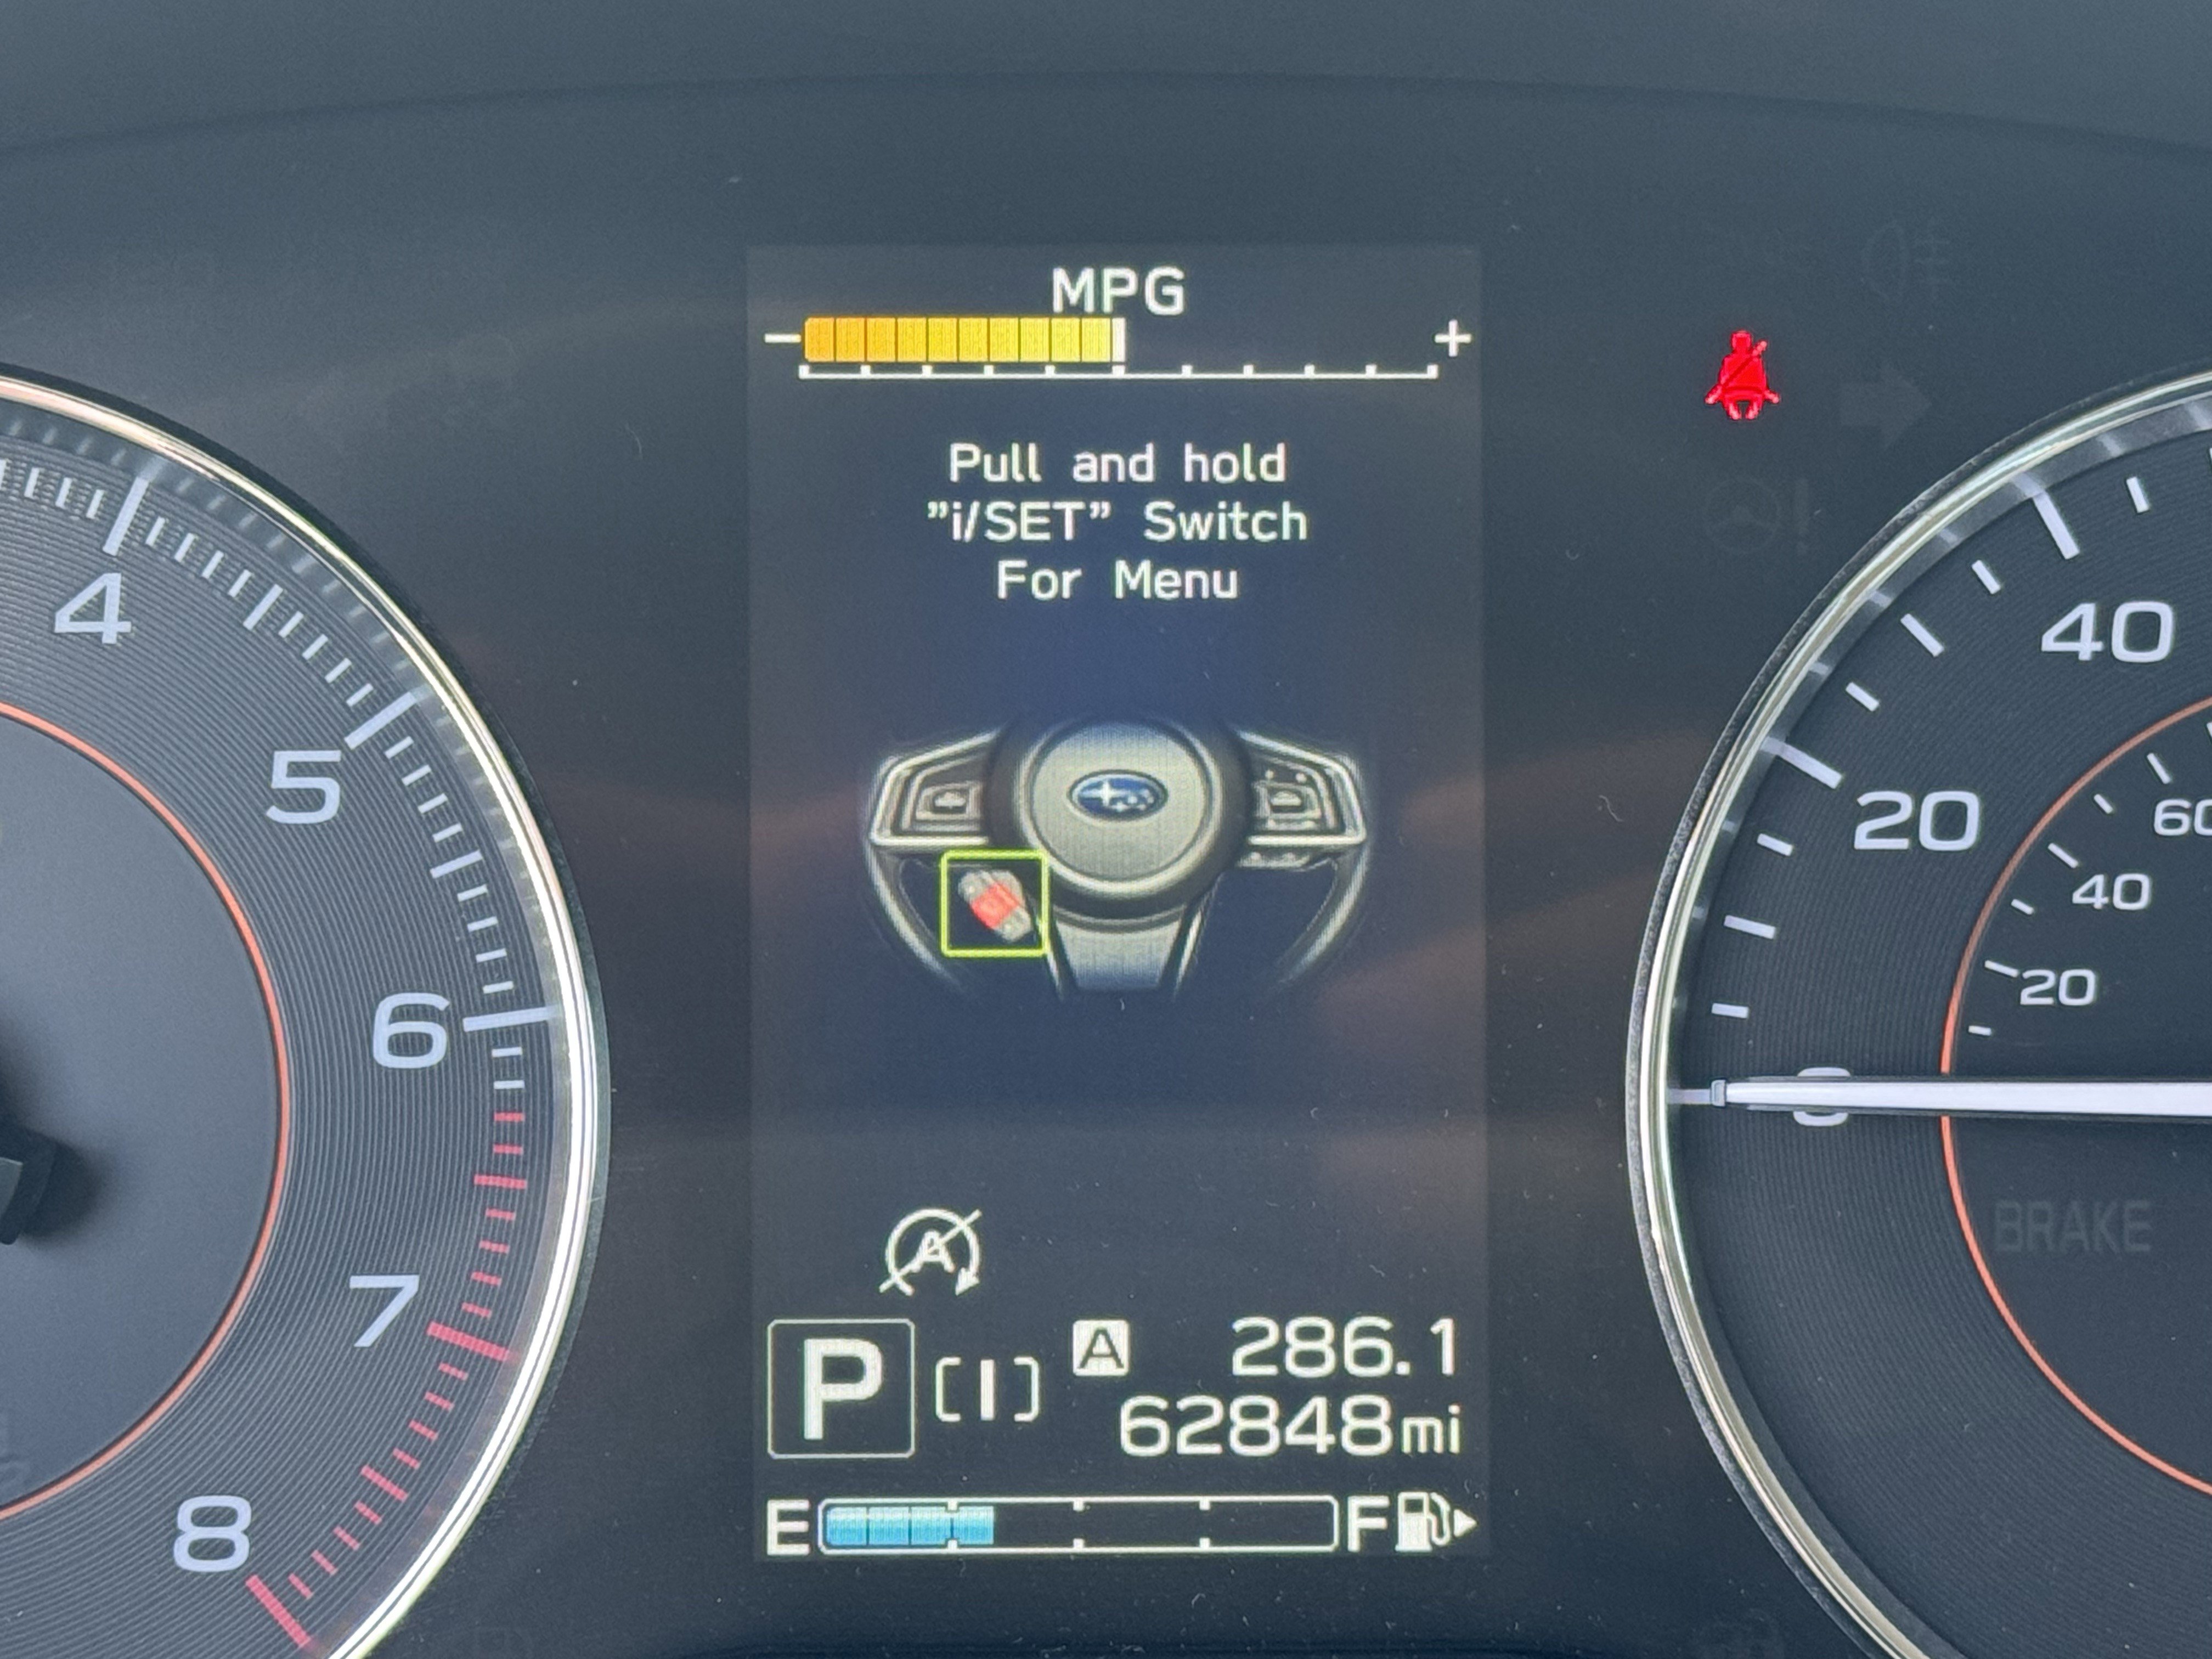 MPG
− +
Pull and hold
"i/SET" Switch
For Menu
4
5
6
7
8
40
20
60
40
20
0
BRAKE
A
P [I] A 286.1
62848mi
E F